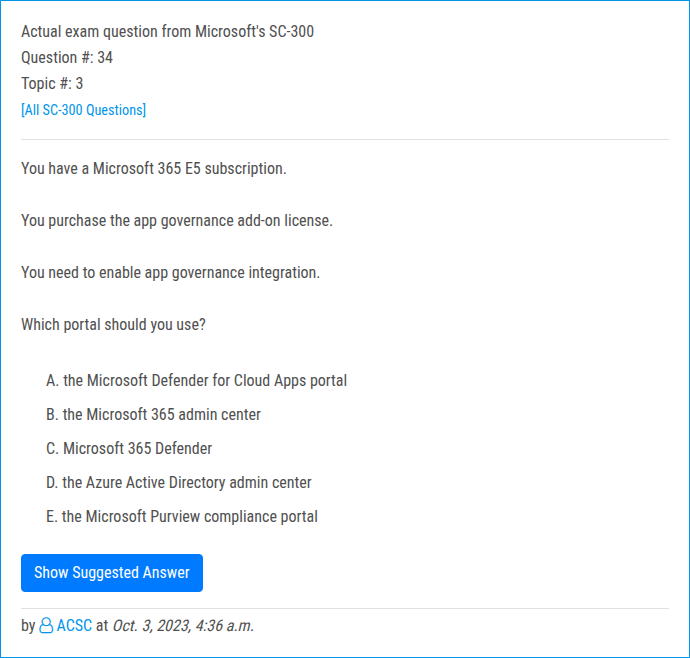 Actual exam question from Microsoft's SC-300
Question #: 34
Topic #: 3
[All SC-300 Questions]
You have a Microsoft 365 E5 subscription.
You purchase the app governance add-on license.
You need to enable app governance integration.
Which portal should you use?
A. the Microsoft Defender for Cloud Apps portal
B. the Microsoft 365 admin center
C. Microsoft 365 Defender
D. the Azure Active Directory admin center
E. the Microsoft Purview compliance portal
Show Suggested Answer
by ACSC at Oct. 3, 2023, 4:36 a.m.